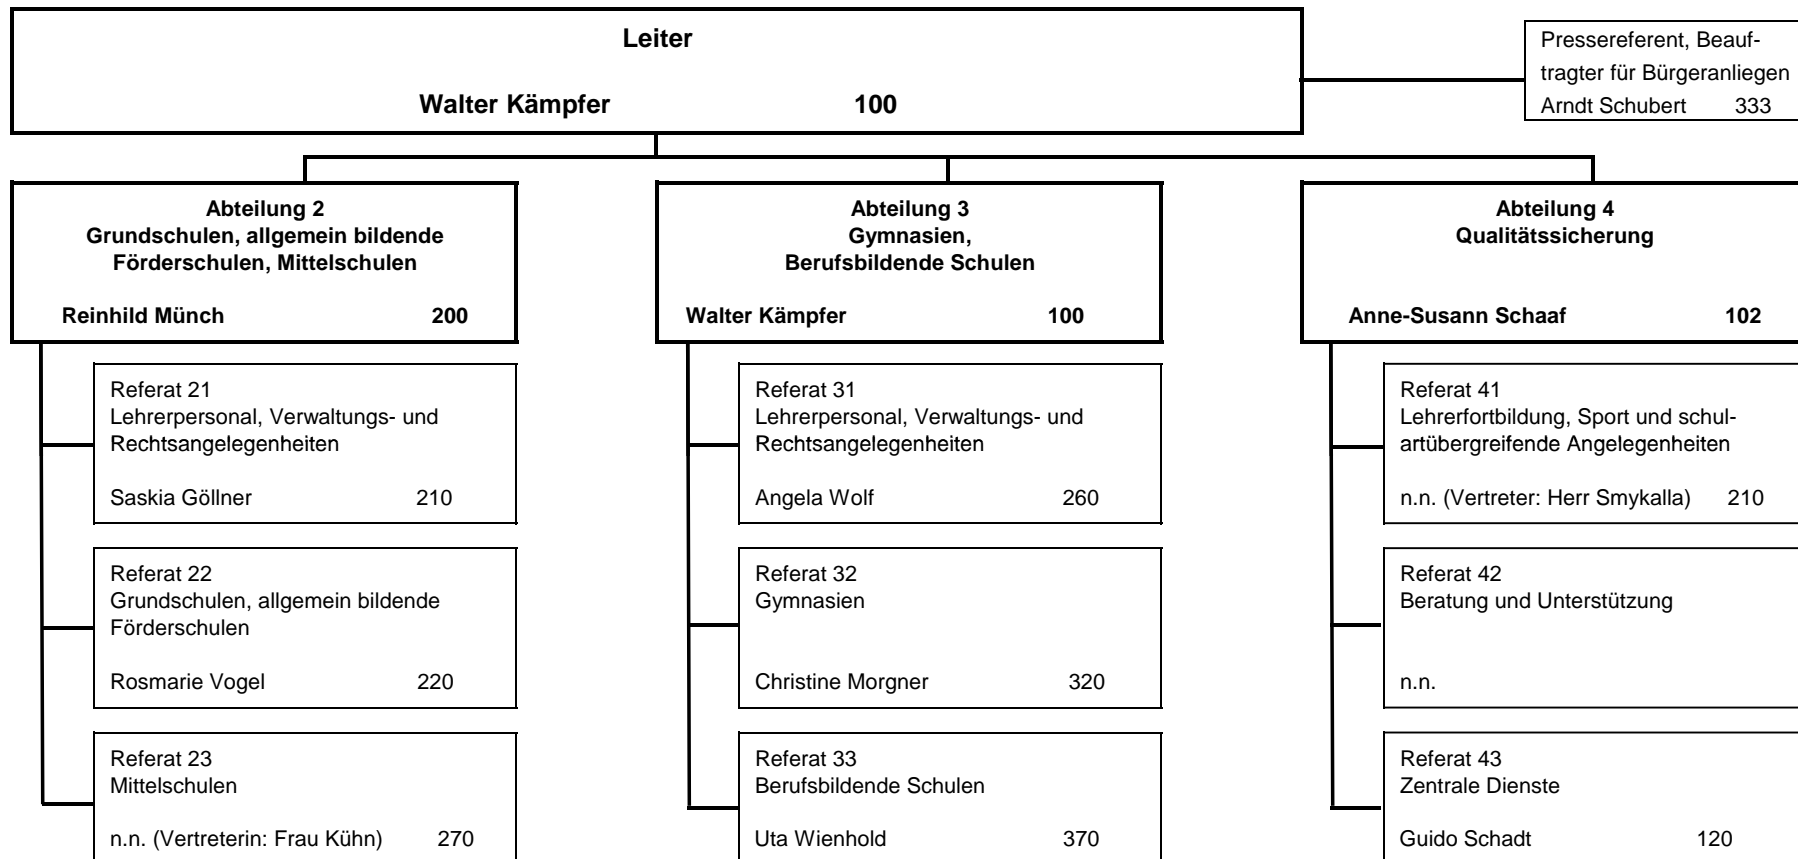 Leiter
Walter Kämpfer 100
Pressereferent, Beauf-
tragter für Bürgeranliegen
Arndt Schubert 333
Abteilung 2
Grundschulen, allgemein bildende
Förderschulen, Mittelschulen
Reinhild Münch 200
Referat 21
Lehrerpersonal, Verwaltungs- und
Rechtsangelegenheiten
Saskia Göllner 210
Referat 22
Grundschulen, allgemein bildende
Förderschulen
Rosmarie Vogel 220
Referat 23
Mittelschulen
n.n. (Vertreterin: Frau Kühn) 270
Abteilung 3
Gymnasien,
Berufsbildende Schulen
Walter Kämpfer 100
Referat 31
Lehrerpersonal, Verwaltungs- und
Rechtsangelegenheiten
Angela Wolf 260
Referat 32
Gymnasien
Christine Morgner 320
Referat 33
Berufsbildende Schulen
Uta Wienhold 370
Abteilung 4
Qualitätssicherung
Anne-Susann Schaaf 102
Referat 41
Lehrerfortbildung, Sport und schul-
artübergreifende Angelegenheiten
n.n. (Vertreter: Herr Smykalla) 210
Referat 42
Beratung und Unterstützung
n.n.
Referat 43
Zentrale Dienste
Guido Schadt 120